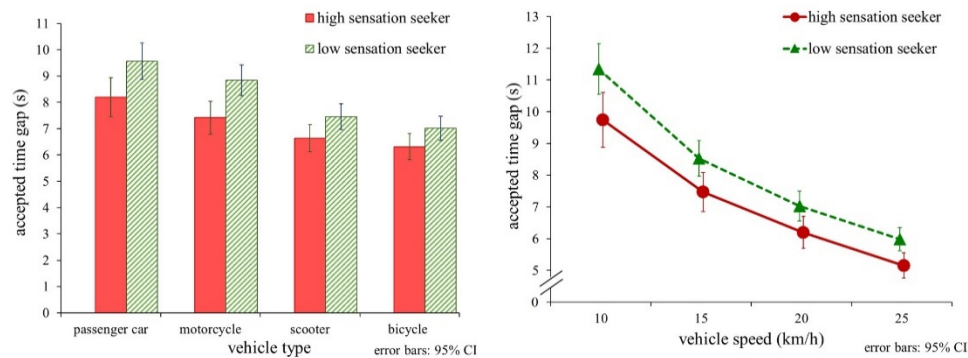 high sensation seeker
low sensation seeker
accepted time gap (s)
11
10
9
8
7
6
5
4
3
2
1
0
passenger car motorcycle scooter bicycle
vehicle type
error bars: 95% CI
high sensation seeker
low sensation seeker
accepted time gap (s)
13
12
11
10
9
8
7
6
5
0
10 15 20 25
vehicle speed (km/h)
error bars: 95% CI